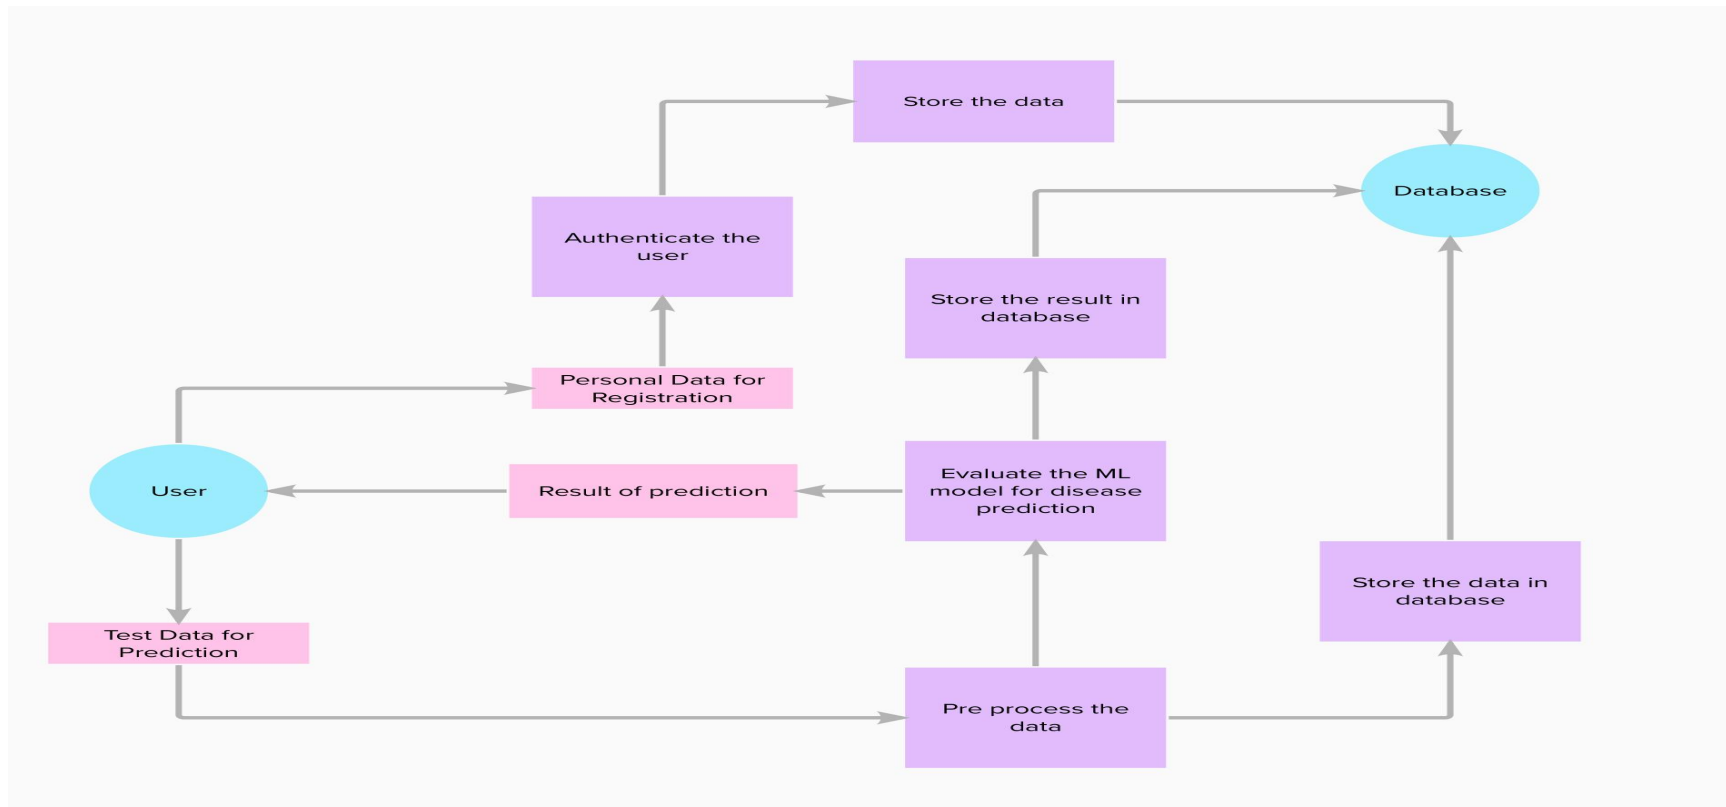 Store the data
Database
Authenticate the
user
Store the result in
database
Personal Data for
Registration
User
Result of prediction
Evaluate the ML
model for disease
prediction
Store the data in
database
Test Data for
Prediction
Pre process the
data